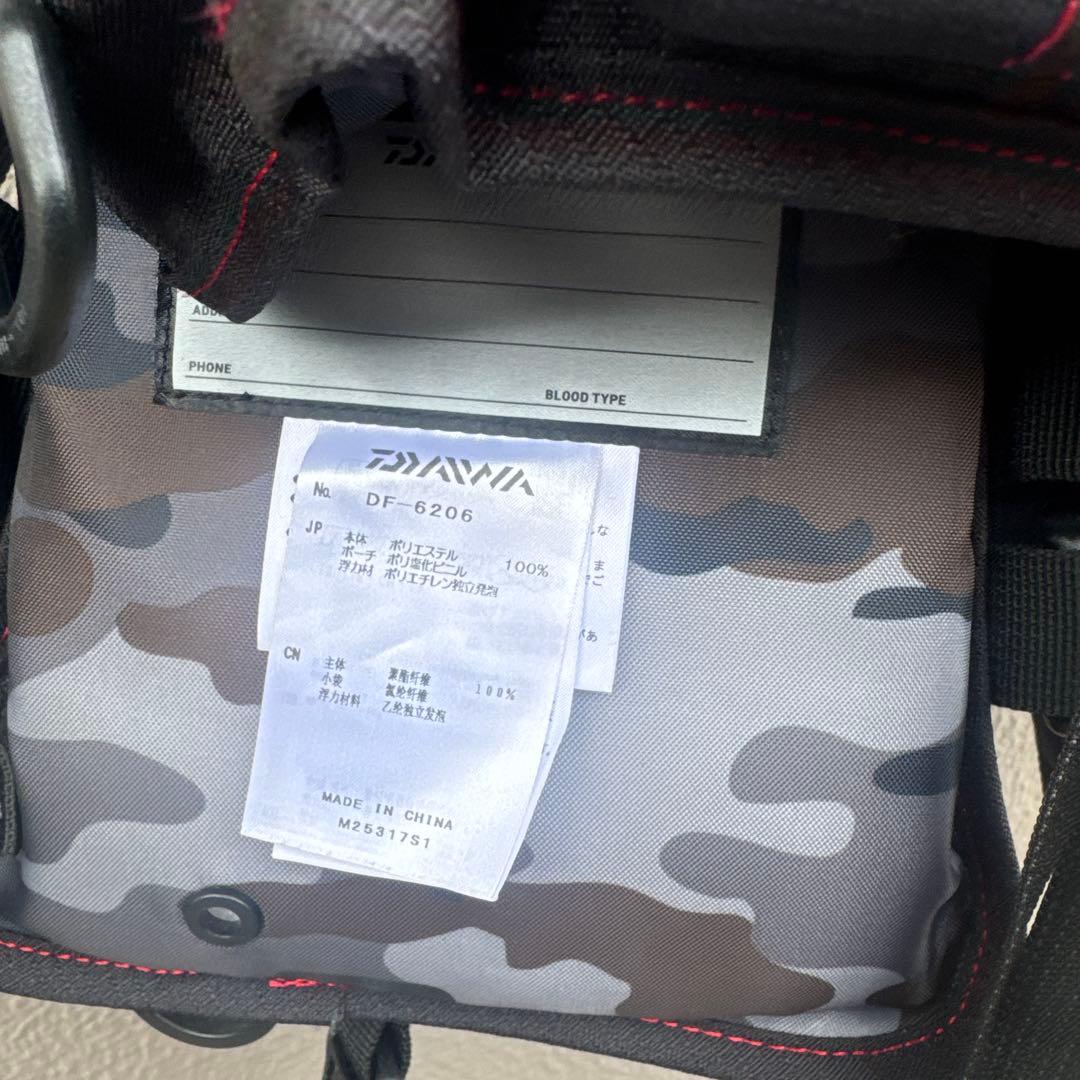 PHONE
BLOOD TYPE
DAIWA
No. DF-6206
JP 本体 ポリエステル 100%
ポーチ ポリ塩化ビニル
浮力材 ポリエチレン独立発泡
CN 主体 聚酯纤维 100%
小袋 氯纶纤维
浮力材料 乙纶独立发泡
MADE IN CHINA
M25317S1